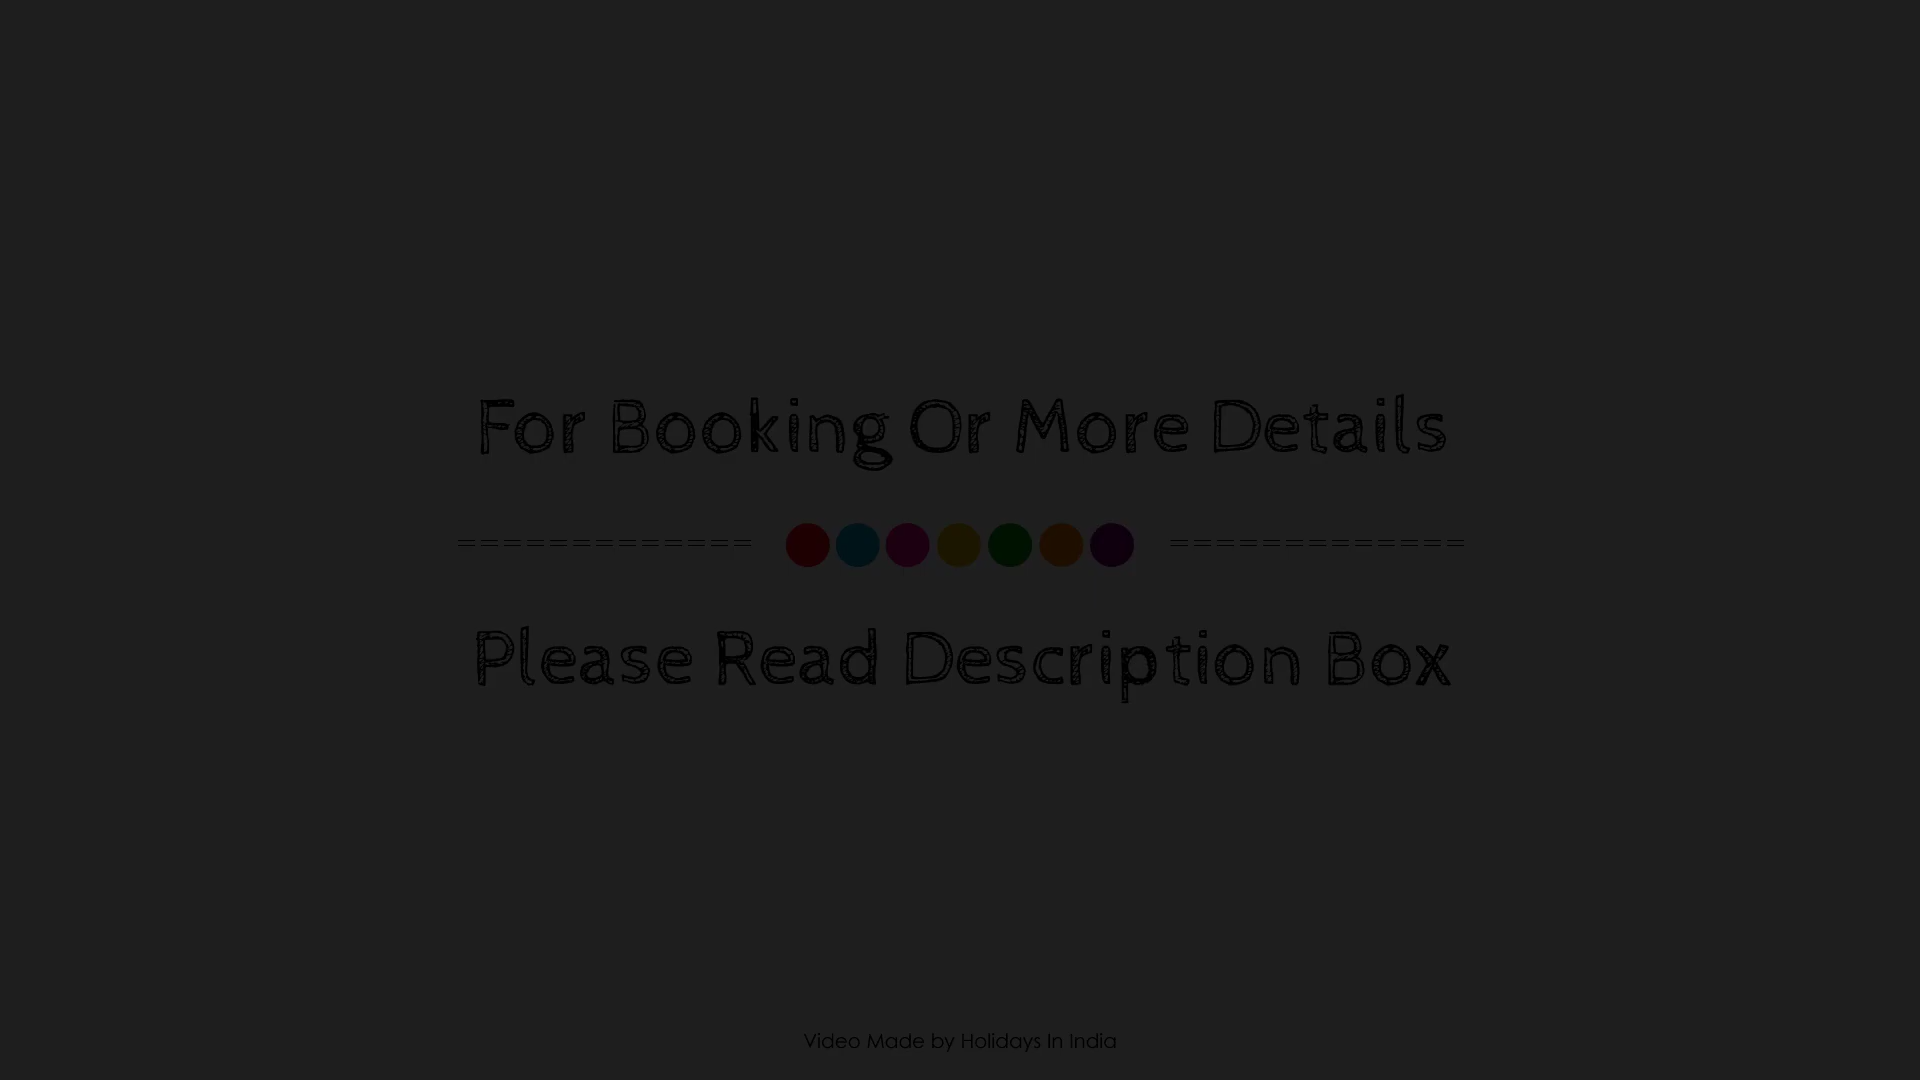 For Booking Or More Details
============= =============
Please Read Description Box
Video Made by Holidays In India